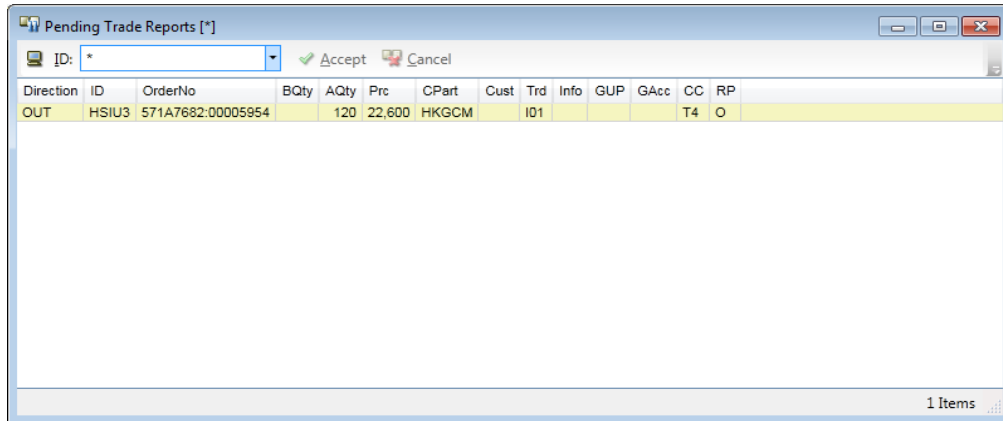 Pending Trade Reports [*]
ID: * Accept Cancel
Direction ID OrderNo BQty AQty Prc CPart Cust Trd Info GUP GAcc CC RP
OUT HSIU3 571A7682:00005954 120 22,600 HKGCM I01 T4 O
1 Items